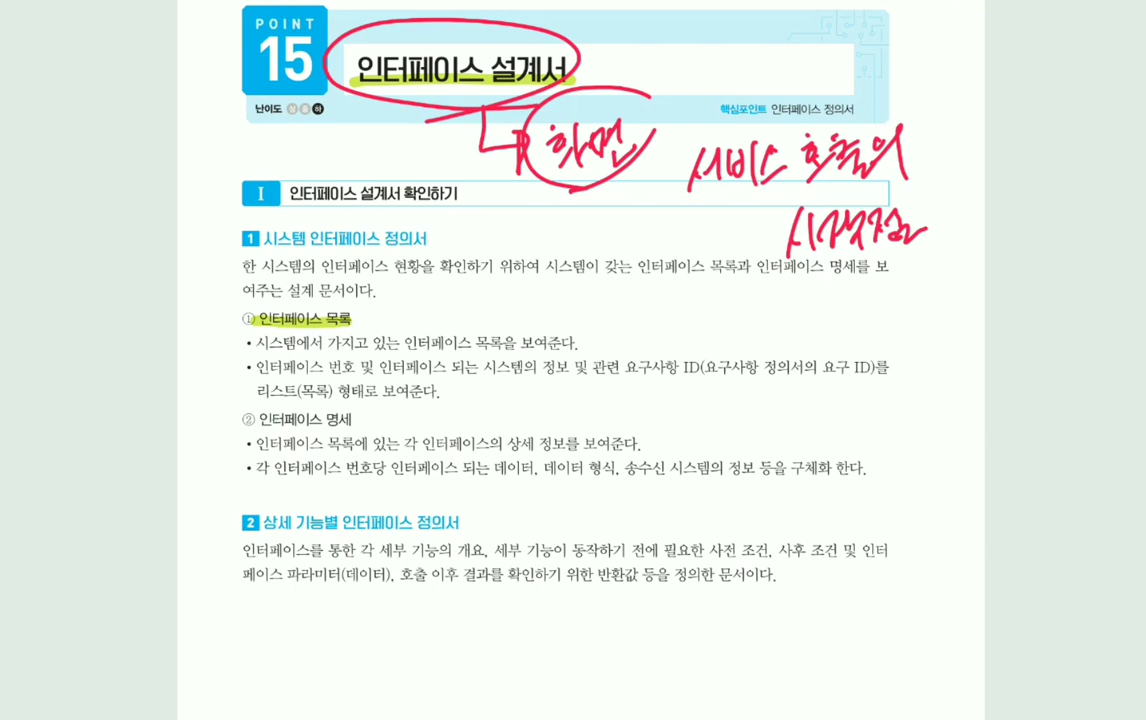 POINT
15
인터페이스 설계서
난이도 상 중 하
핵심포인트 인터페이스 정의서
화면
서비스 호출의
시작점
I 인터페이스 설계서 확인하기
1 시스템 인터페이스 정의서
한 시스템의 인터페이스 현황을 확인하기 위하여 시스템이 갖는 인터페이스 목록과 인터페이스 명세를 보
여주는 설계 문서이다.
① 인터페이스 목록
• 시스템에서 가지고 있는 인터페이스 목록을 보여준다.
• 인터페이스 번호 및 인터페이스 되는 시스템의 정보 및 관련 요구사항 ID(요구사항 정의서의 요구 ID)를
리스트(목록) 형태로 보여준다.
② 인터페이스 명세
• 인터페이스 목록에 있는 각 인터페이스의 상세 정보를 보여준다.
• 각 인터페이스 번호당 인터페이스 되는 데이터, 데이터 형식, 송수신 시스템의 정보 등을 구체화 한다.
2 상세 기능별 인터페이스 정의서
인터페이스를 통한 각 세부 기능의 개요, 세부 기능이 동작하기 전에 필요한 사전 조건, 사후 조건 및 인터
페이스 파라미터(데이터), 호출 이후 결과를 확인하기 위한 반환값 등을 정의한 문서이다.